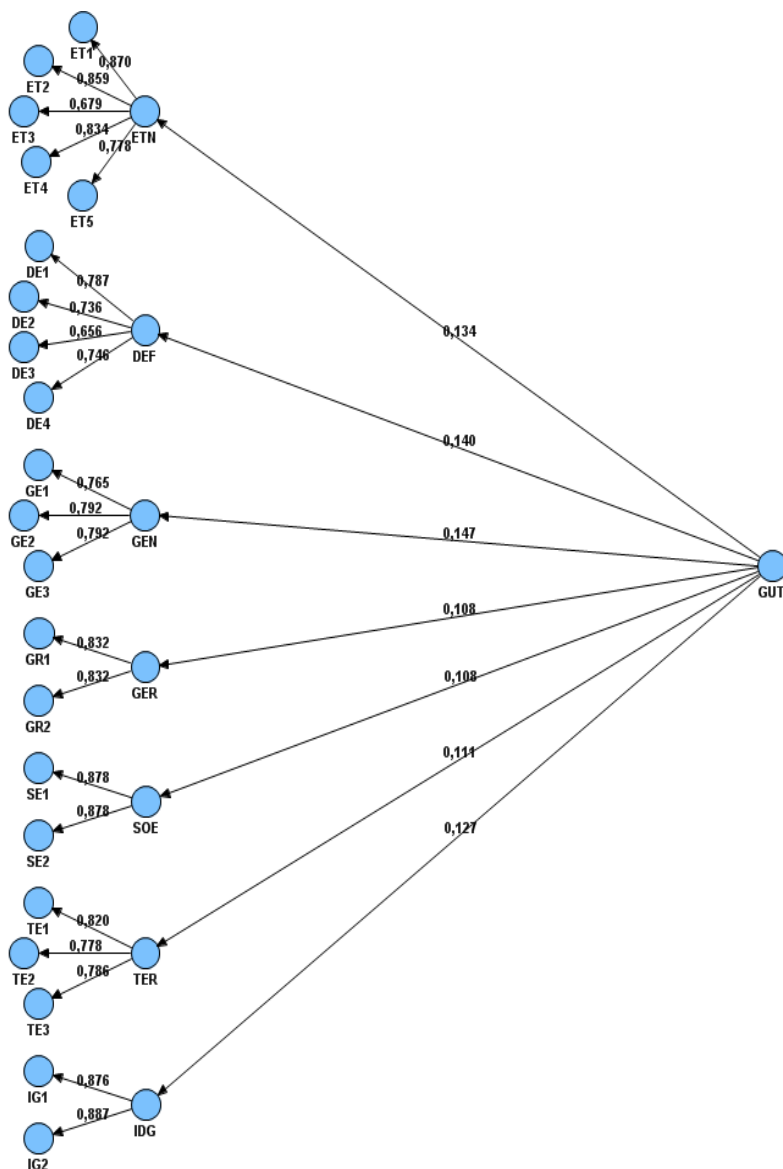 ET1
0,870
ET2
0,859
ET3
0,679
ETN
0,834
ET4
0,778
ET5
0,134
DE1
0,787
DE2
0,736
DE3
0,656
DEF
0,746
DE4
0,140
GE1
0,765
GE2
0,792
GEN
0,792
GE3
0,147
GUT
GR1
0,832
GR2
0,832
GER
0,108
SE1
0,878
SE2
0,878
SOE
0,108
TE1
0,820
TE2
0,778
TER
0,786
TE3
0,111
IG1
0,876
IG2
0,887
IDG
0,127